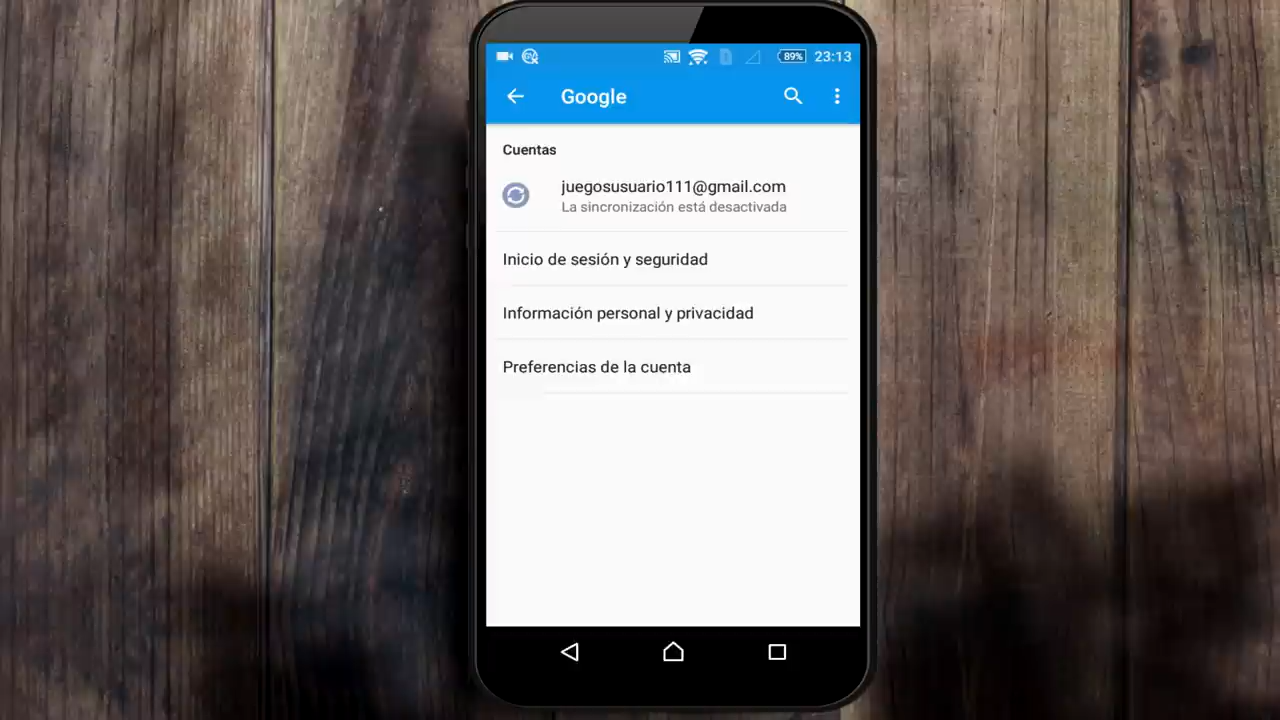 89% 23:13
Google
Cuentas
juegosusuario111@gmail.com
La sincronización está desactivada
Inicio de sesión y seguridad
Información personal y privacidad
Preferencias de la cuenta